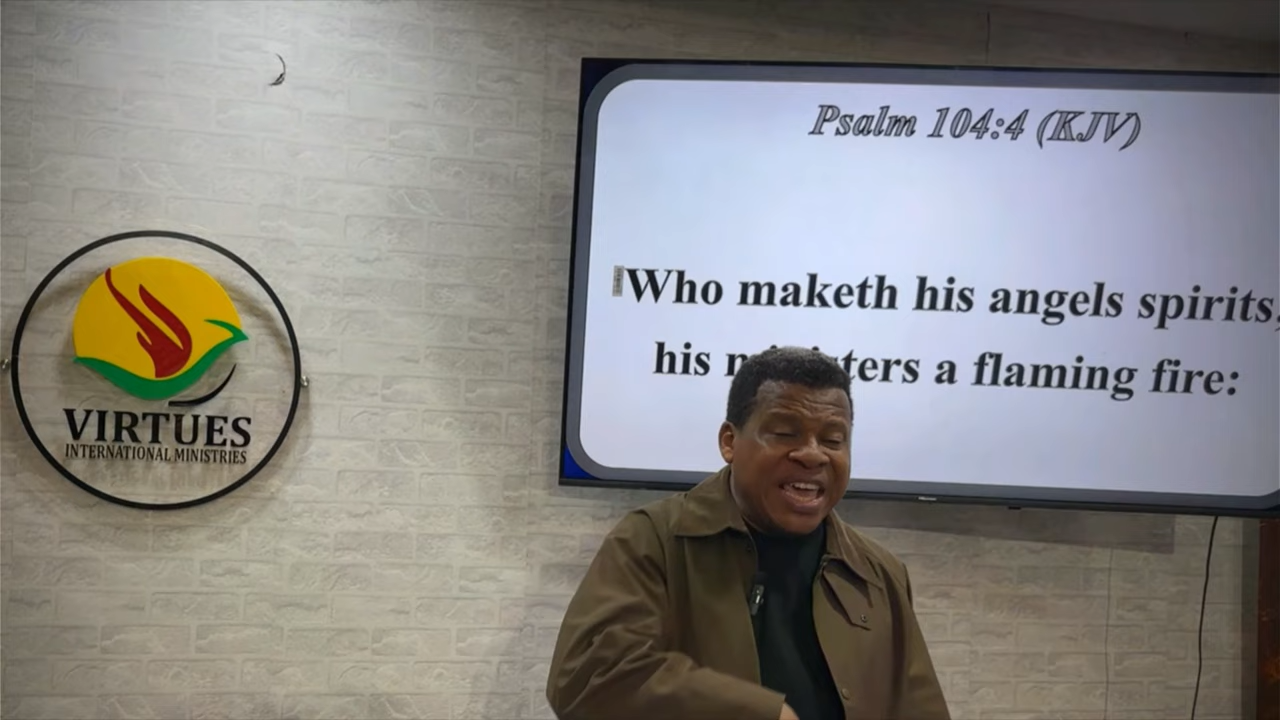 VIRTUES
INTERNATIONAL MINISTRIES
Psalm 104:4 (KJV)
Who maketh his angels spirits
his a flaming fire: